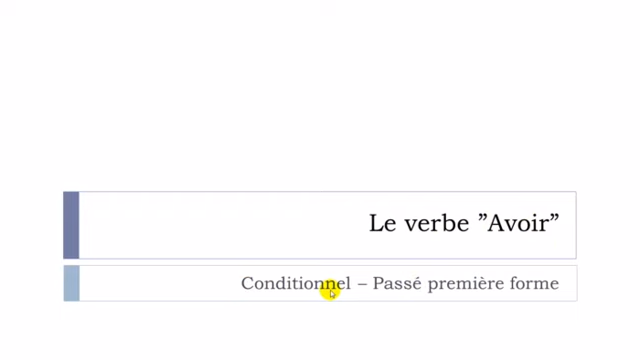 Le verbe ”Avoir”
Conditionnel – Passé première forme